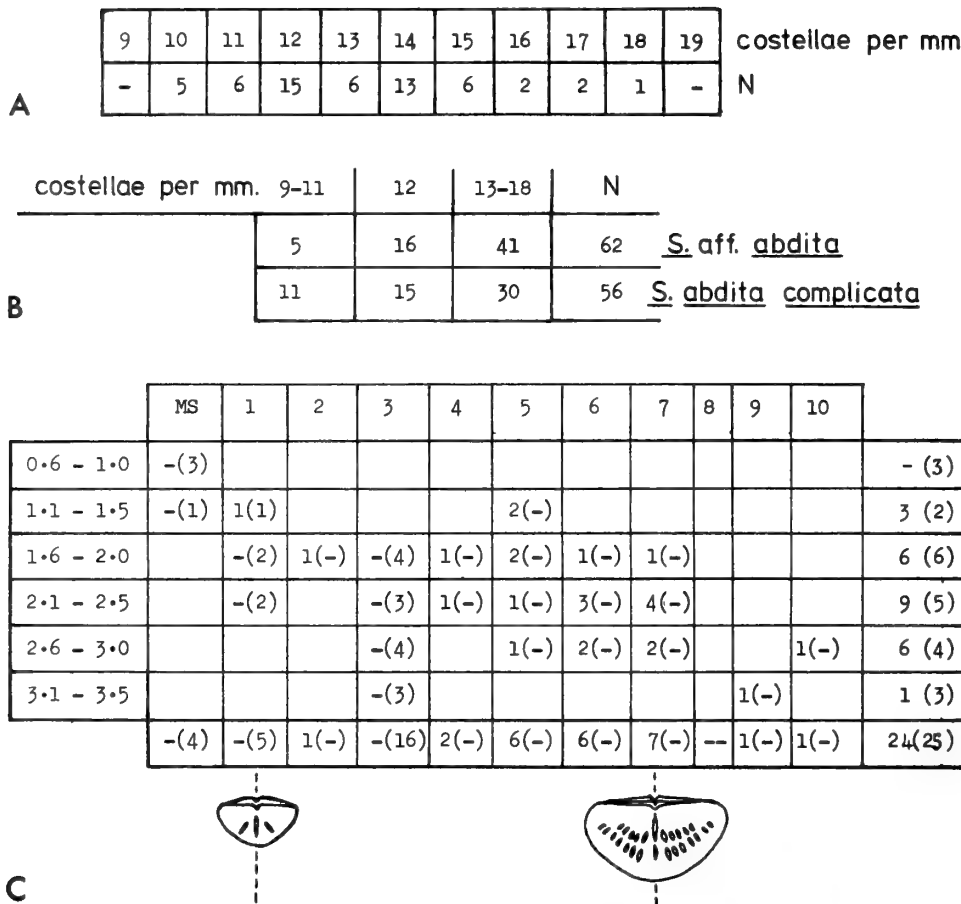 9 10 11 12 13 14 15 16 17 18 19 costellae per mm
- 5 6 15 6 13 6 2 2 1 - N
A
costellae per mm. 9-11 12 13-18 N
5 16 41 62 S. aff. abdita
11 15 30 56 S. abdita complicata
B
MS 1 2 3 4 5 6 7 8 9 10
0·6 - 1·0 -(3) - (3)
1·1 - 1·5 -(1) 1(1) 2(-) 3 (2)
1·6 - 2·0 -(2) 1(-) -(4) 1(-) 2(-) 1(-) 1(-) 6 (6)
2·1 - 2·5 -(2) -(3) 1(-) 1(-) 3(-) 4(-) 9 (5)
2·6 - 3·0 -(4) 1(-) 2(-) 2(-) 1(-) 6 (4)
3·1 - 3·5 -(3) 1(-) 1 (3)
-(4) -(5) 1(-) -(16) 2(-) 6(-) 6(-) 7(-) -- 1(-) 1(-) 24(25)
C